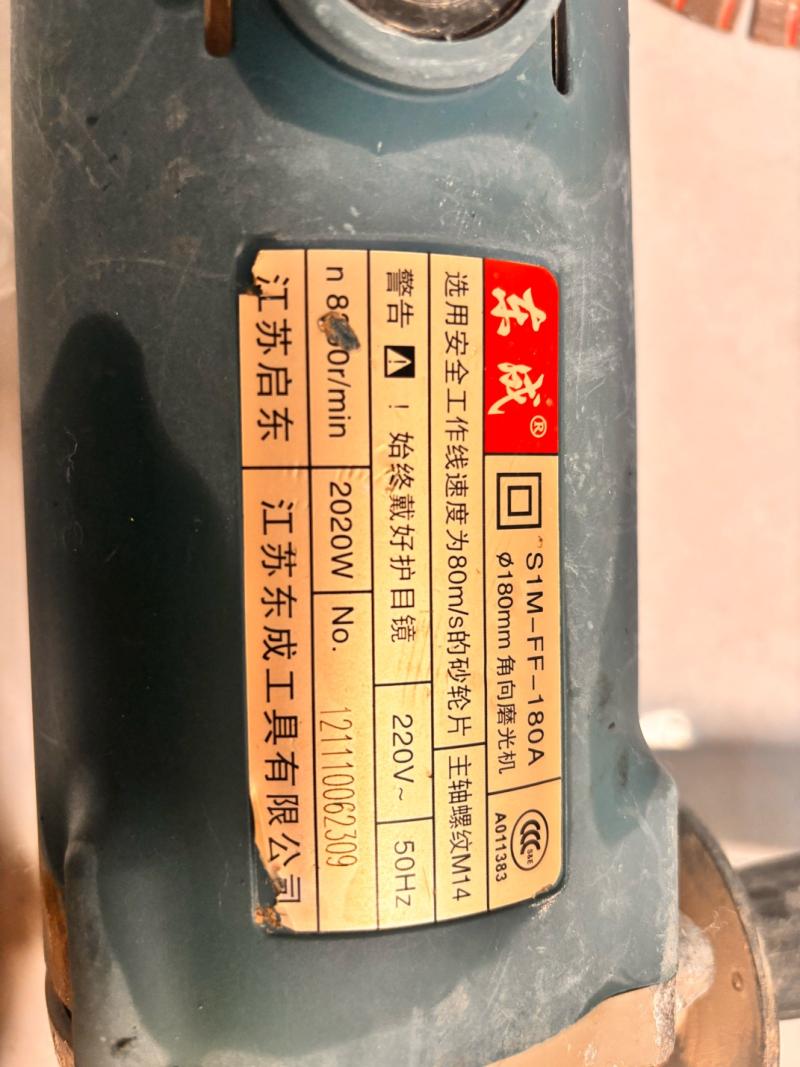 东成®
S1M-FF-180A
ø180mm 角向磨光机
S&E
A011383
选用安全工作线速度为80m/s的砂轮片
主轴螺纹M14
警告 ! 始终戴好护目镜
220V~
50Hz
2020W
No. 121110062309
江苏启东
江苏东成工具有限公司